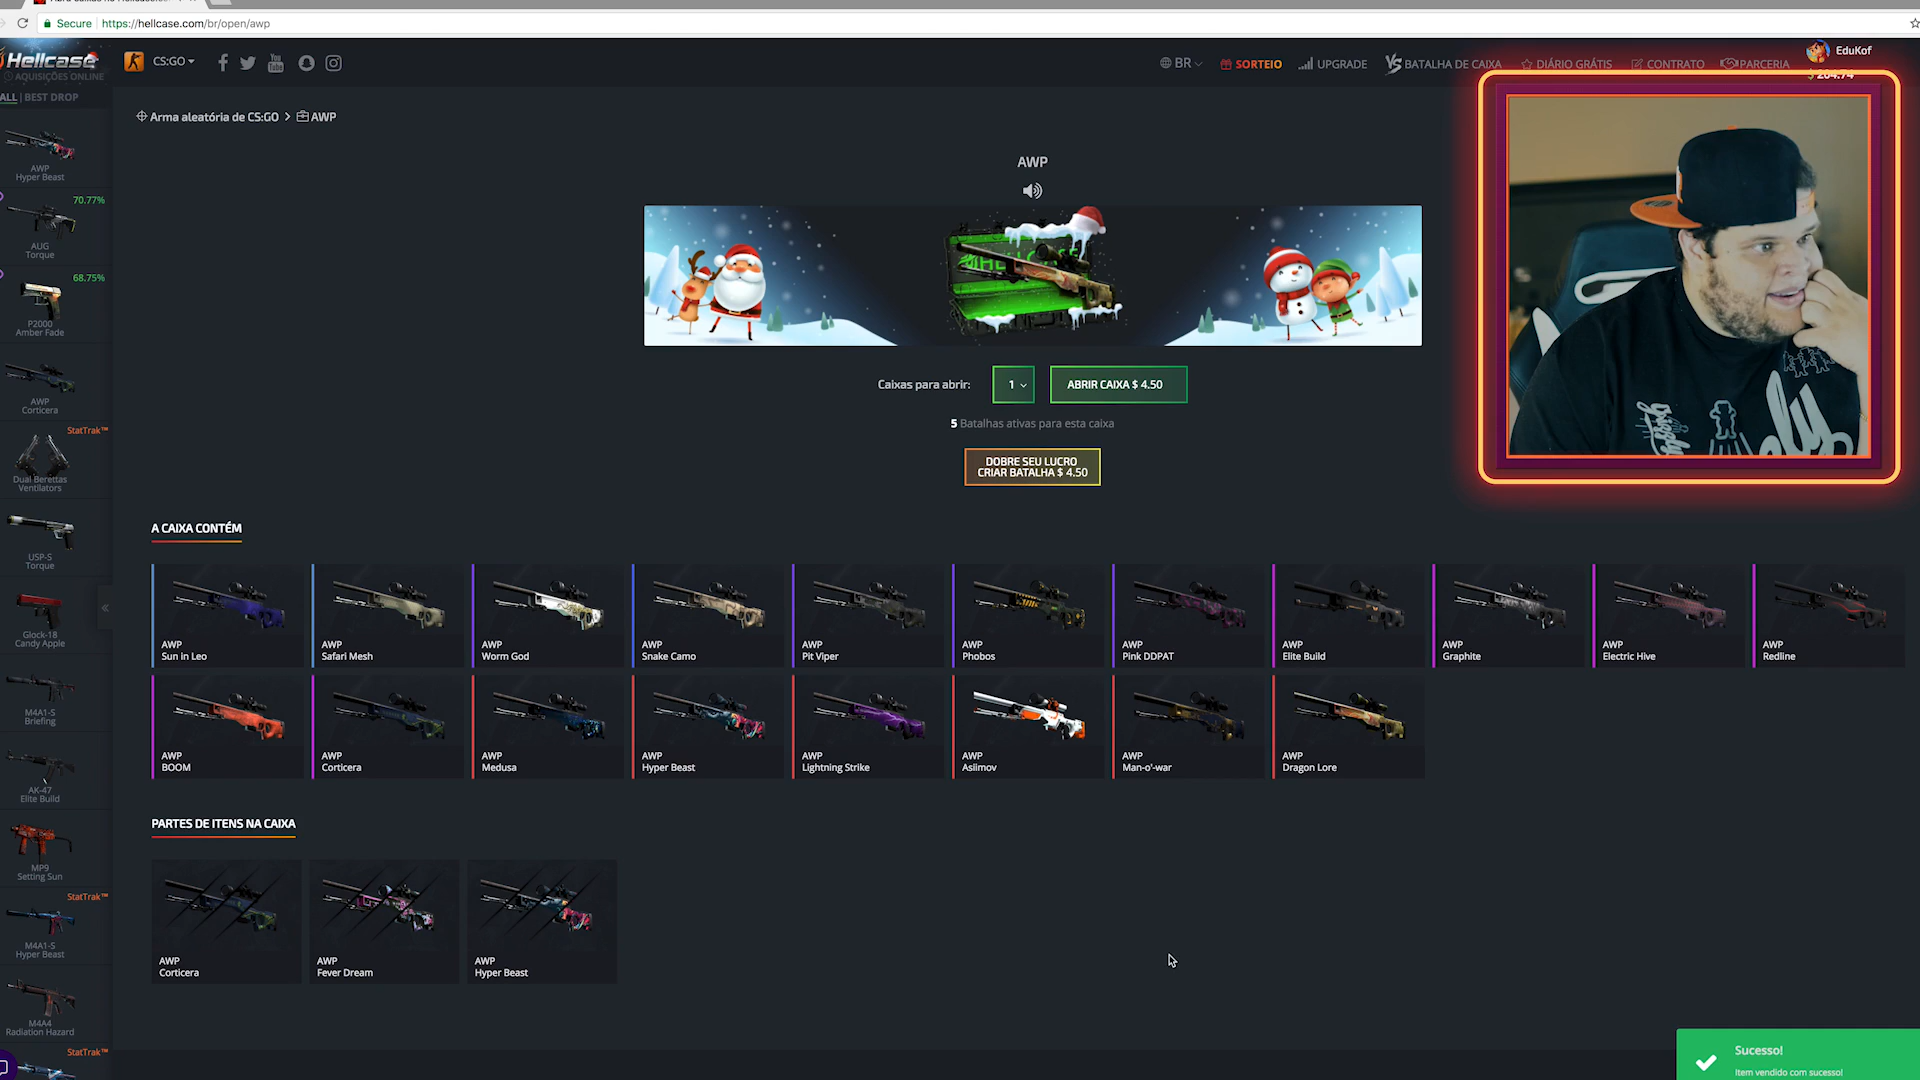 Secure
https://hellcase.com/br/open/awp
Hellcase
AQUISIÇÕES ONLINE
CS:GO
You
Tube
BR
SORTEIO
UPGRADE
VS
BATALHA DE CAIXA
DIÁRIO GRÁTIS
CONTRATO
PARCERIA
EduKof
ALL | BEST DROP
Arma aleatória de CS:GO
AWP
AWP
AWP
Hyper Beast
70.77%
AUG
Torque
68.75%
P2000
Amber Fade
AWP
Corticera
StatTrak™
Dual Berettas
Ventilators
USP-S
Torque
Glock-18
Candy Apple
M4A1-S
Briefing
AK-47
Elite Build
MP9
Setting Sun
StatTrak™
M4A1-S
Hyper Beast
M4A4
Radiation Hazard
StatTrak™
Caixas para abrir:
1
ABRIR CAIXA $ 4.50
5 Batalhas ativas para esta caixa
DOBRE SEU LUCRO
CRIAR BATALHA $ 4.50
A CAIXA CONTÉM
AWP
Sun in Leo
AWP
Safari Mesh
AWP
Worm God
AWP
Snake Camo
AWP
Pit Viper
AWP
Phobos
AWP
Pink DDPAT
AWP
Elite Build
AWP
Graphite
AWP
Electric Hive
AWP
Redline
AWP
BOOM
AWP
Corticera
AWP
Medusa
AWP
Hyper Beast
AWP
Lightning Strike
AWP
Asiimov
AWP
Man-o'-war
AWP
Dragon Lore
PARTES DE ITENS NA CAIXA
AWP
Corticera
AWP
Fever Dream
AWP
Hyper Beast
Sucesso!
Item vendido com sucesso!